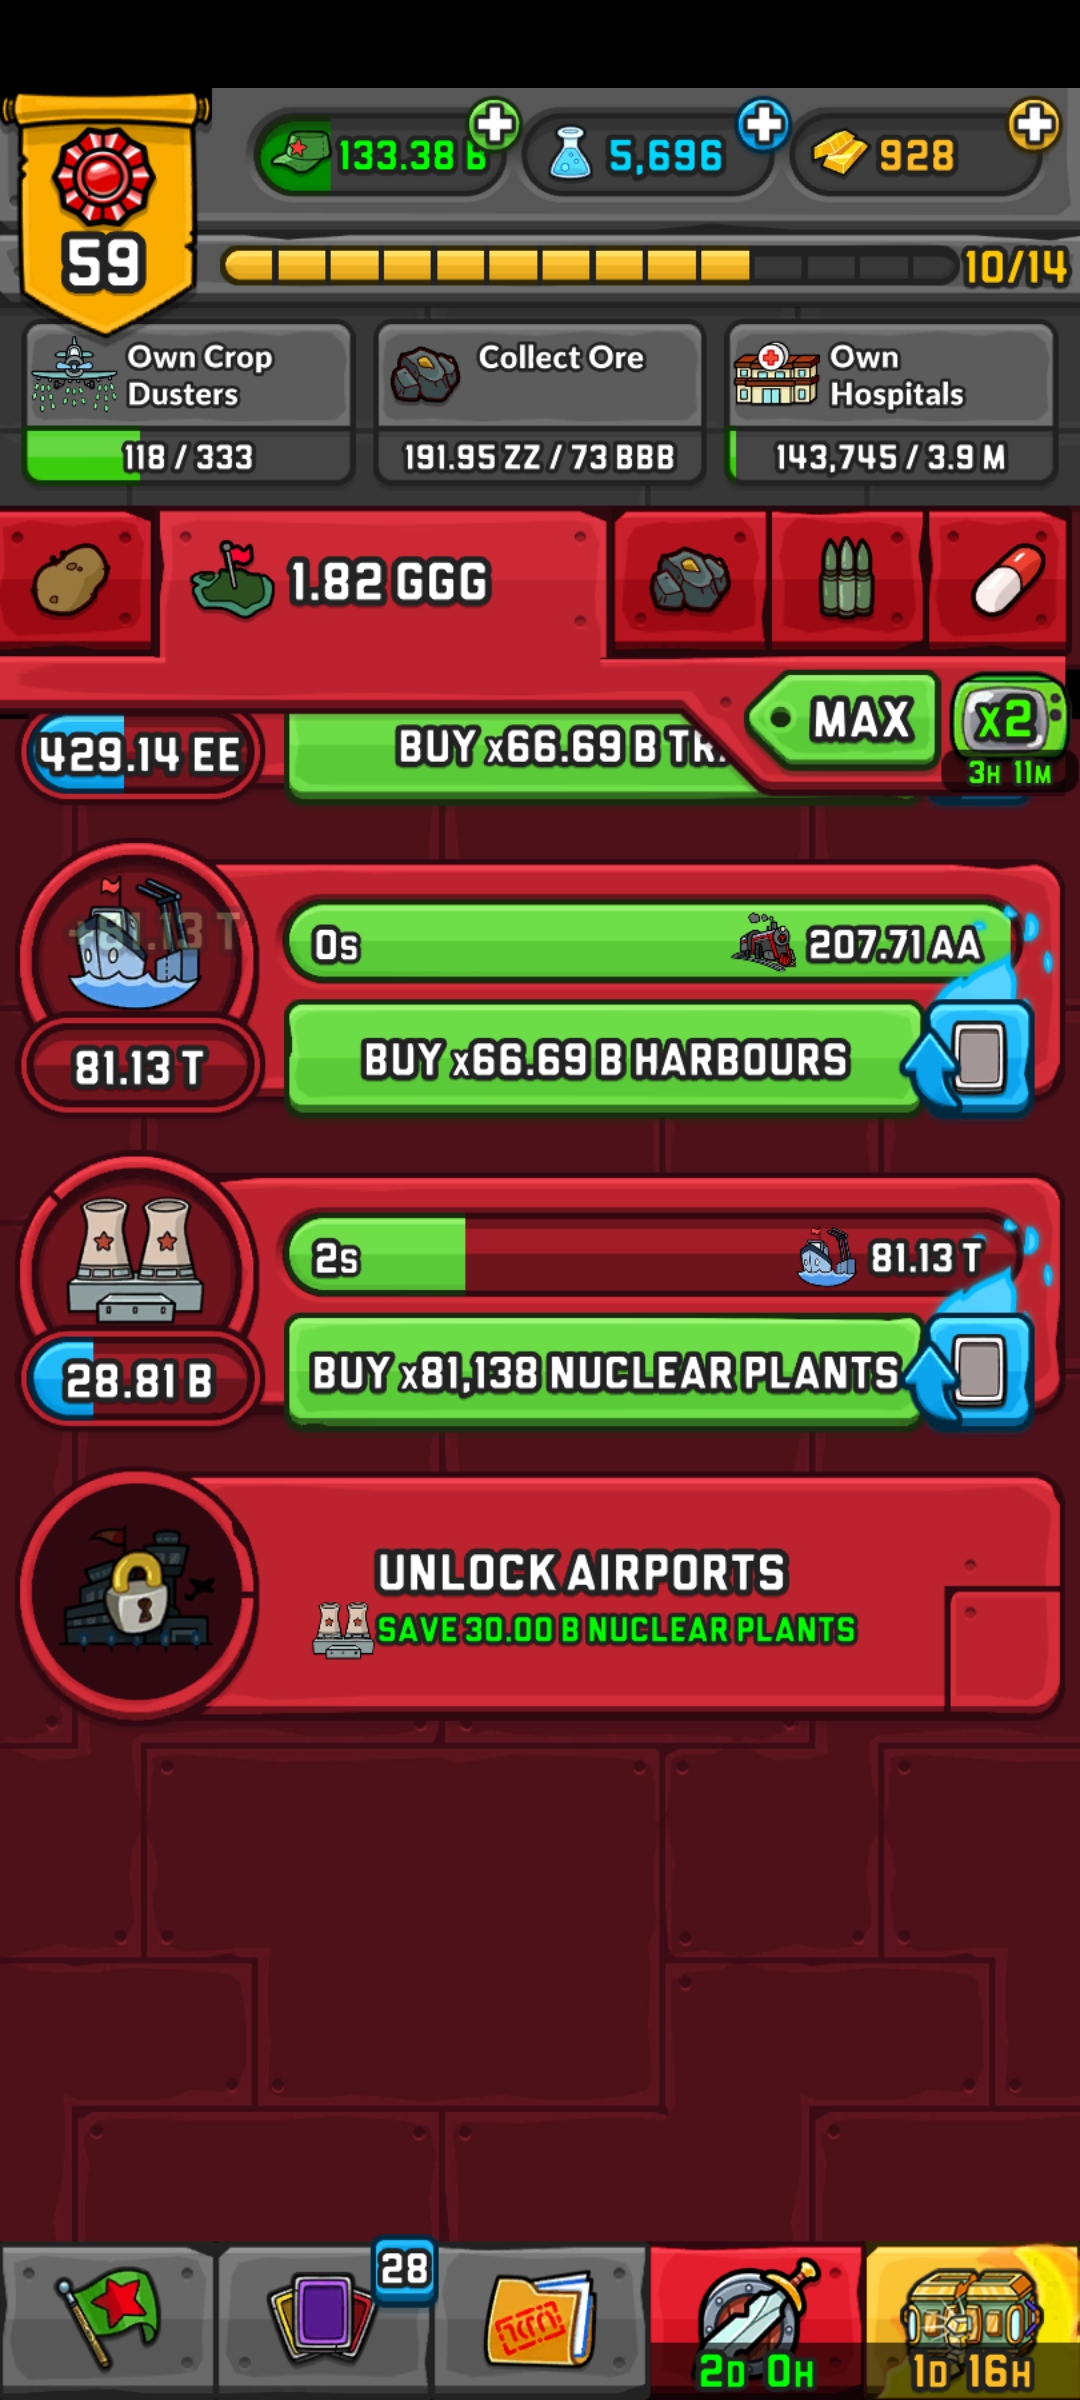 133.38 B
5,696
928
59
10/14
Own Crop
Dusters
118 / 333
Collect Ore
191.95 ZZ / 73 BBB
Own
Hospitals
143,745 / 3.9 M
1.82 GGG
MAX
x2
3H 11M
429.14 EE
BUY x66.69 B
81.13 T
0s
207.71 AA
BUY x66.69 B HARBOURS
2s
81.13 T
28.81 B
BUY x81,138 NUCLEAR PLANTS
UNLOCK AIRPORTS
SAVE 30.00 B NUCLEAR PLANTS
28
2D 0H
1D 16H